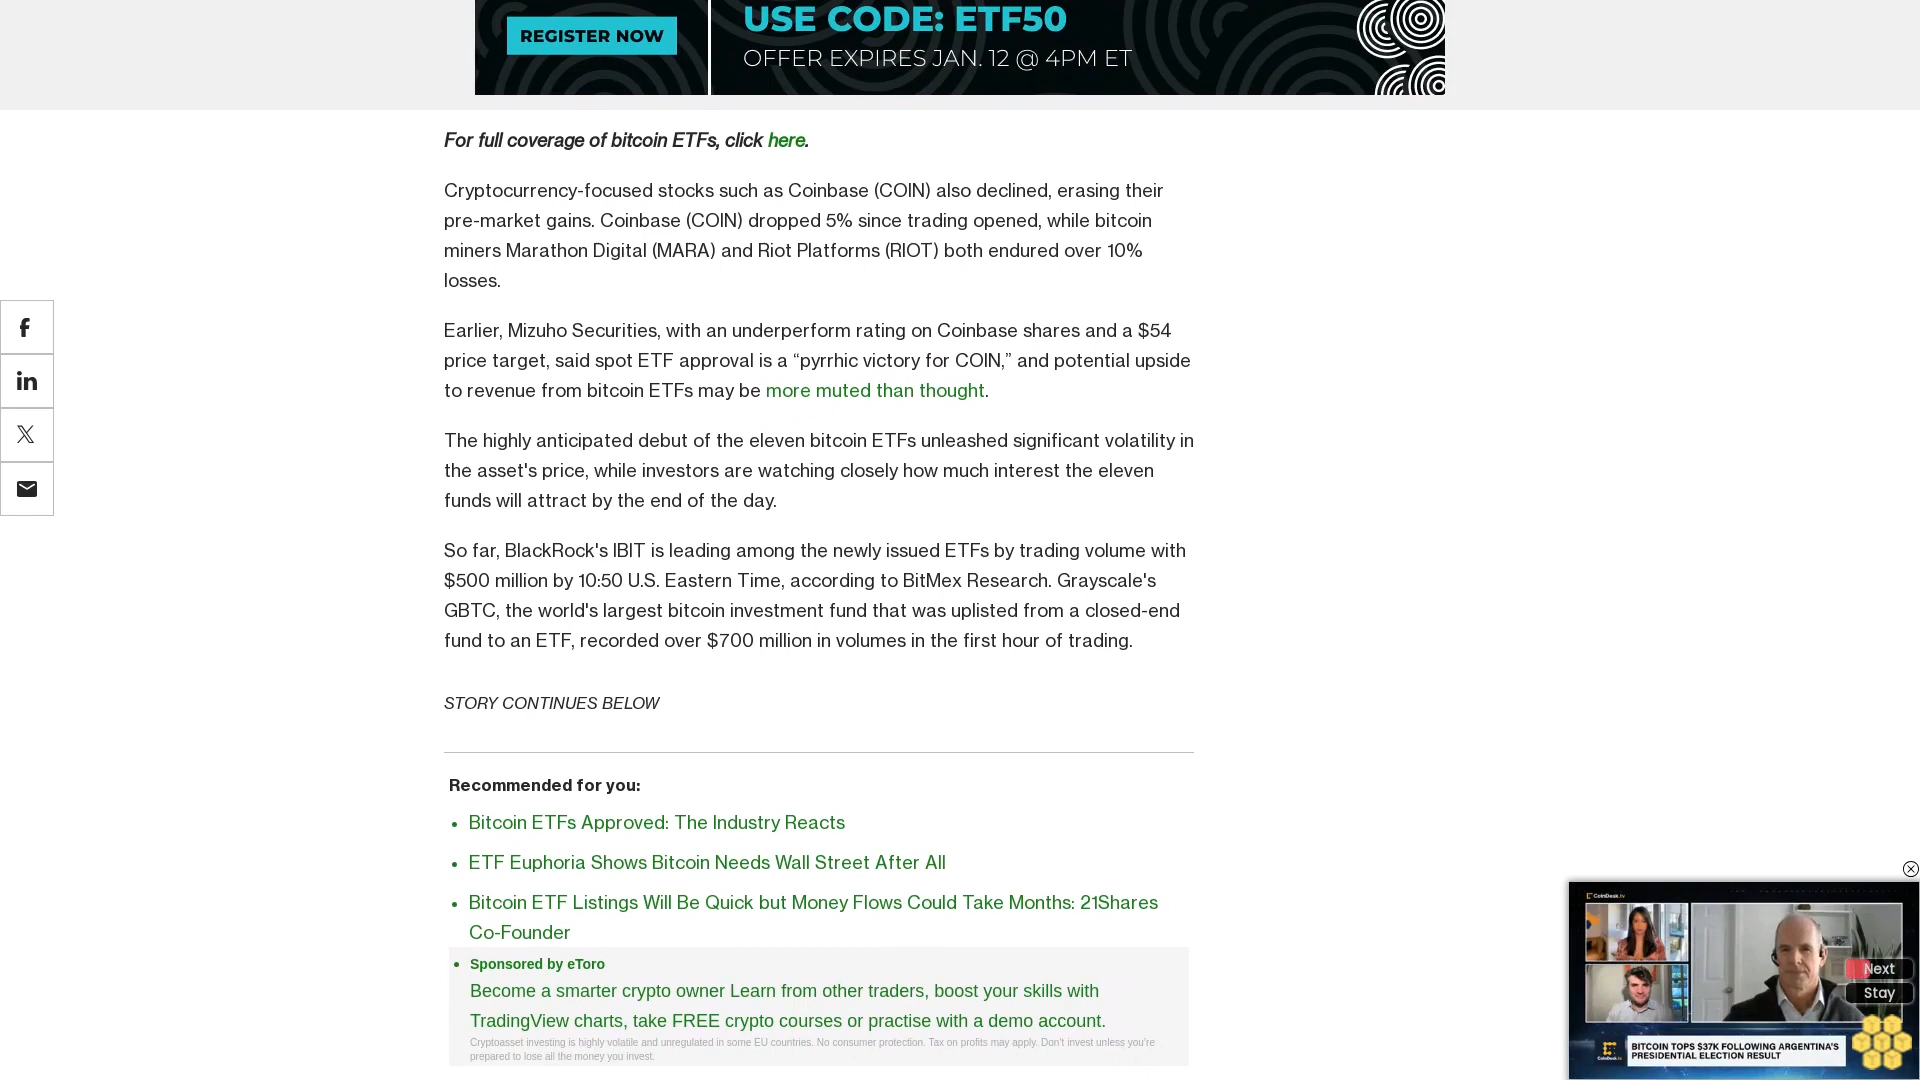 REGISTER NOW
USE CODE: ETF50
OFFER EXPIRES JAN. 12 @ 4PM ET
For full coverage of bitcoin ETFs, click here.
Cryptocurrency-focused stocks such as Coinbase (COIN) also declined, erasing their
pre-market gains. Coinbase (COIN) dropped 5% since trading opened, while bitcoin
miners Marathon Digital (MARA) and Riot Platforms (RIOT) both endured over 10%
losses.
Earlier, Mizuho Securities, with an underperform rating on Coinbase shares and a $54
price target, said spot ETF approval is a “pyrrhic victory for COIN,” and potential upside
to revenue from bitcoin ETFs may be more muted than thought.
The highly anticipated debut of the eleven bitcoin ETFs unleashed significant volatility in
the asset's price, while investors are watching closely how much interest the eleven
funds will attract by the end of the day.
So far, BlackRock's IBIT is leading among the newly issued ETFs by trading volume with
$500 million by 10:50 U.S. Eastern Time, according to BitMex Research. Grayscale's
GBTC, the world's largest bitcoin investment fund that was uplisted from a closed-end
fund to an ETF, recorded over $700 million in volumes in the first hour of trading.
STORY CONTINUES BELOW
Recommended for you:
Bitcoin ETFs Approved: The Industry Reacts
ETF Euphoria Shows Bitcoin Needs Wall Street After All
Bitcoin ETF Listings Will Be Quick but Money Flows Could Take Months: 21Shares
Co-Founder
Sponsored by eToro
Become a smarter crypto owner Learn from other traders, boost your skills with
TradingView charts, take FREE crypto courses or practise with a demo account.
Cryptoasset investing is highly volatile and unregulated in some EU countries. No consumer protection. Tax on profits may apply. Don't invest unless you're
prepared to lose all the money you invest.
CoinDesk.tv
Next
Stay
CoinDesk.tv
BITCOIN TOPS $37K FOLLOWING ARGENTINA'S
PRESIDENTIAL ELECTION RESULT